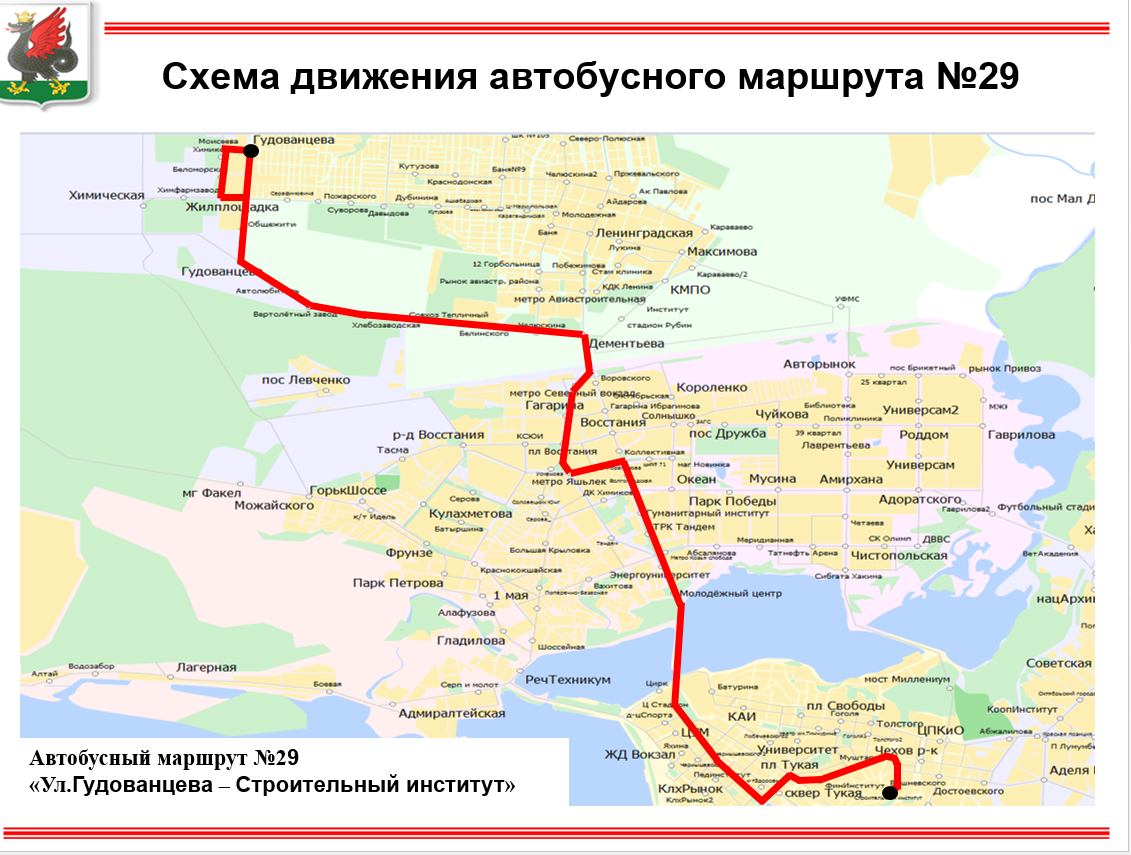 Схема движения автобусного маршрута №29
Гудованцева
Моисеева
Северо-Полюсная
Кутузова
Баня№9
Краснодонская
Челюскина2
Пржевальского
Ак Павлова
Химическая
Жилплощадка
Пожарского
Суворова
Давыдова
Дубинина
Айдарова
Молодежная
Баня
Ленинградская
Караваево
пос Мал Д
Лукина
Максимова
Общежити
Гудованцева
12 Горбольница
Побежимова
Стам клиника
Караваево/2
Рынок авиастр. района
КДК Ленина
КМПО
метро Авиастроительная
УФМС
Институт
стадион Рубин
Вертолётный завод
Совхоз Тепличный
Хлебозаводская
Белинского
Челюскина
Дементьева
Авторынок
пос Брикетный
рынок Привоз
пос Левченко
Воровского
Короленко
25 квартал
метро Северный вокзал
Гагарина
Гагарина Ибрагимова
Солнышко
Чуйкова
Библиотека
Поликлиника
Универсам2
мжк
Восстания
загс
р-д Восстания
ксюи
пос Дружба
39 квартал
Лаврентьева
Роддом
Гаврилова
Тасма
пл Восстания
Коллективная
маг Новинка
Универсам
метро Яшьлек
Океан
Мусина
Амирхана
мг Факел
ГорькШоссе
Можайского
Серова
ДК Химиков
Парк Победы
Адоратского
Гаврилова2
Футбольный стади
к/т Идель
Кулахметова
Гуманитарный институт
Батыршина
ТРК Тандем
Четаева
Меридианная
СК Олимп
ДВВС
Фрунзе
Большая Крыловка
Абсалямова
Татнефть Арена
Чистопольская
ВетАкадемия
Краснококшайская
Энергоуниверситет
Сибгата Хакима
Парк Петрова
1 мая
Вахитова
Молодёжный центр
нацАрхив
Алафузова
Гладилова
Шоссейная
Лагерная
Водозабор
Алтай
Боевая
Серп и молот
РечТехникум
Цирк
Батурина
мост Миллениум
Советская
Адмиралтейская
КАИ
пл Свободы
Гоголя
КоопИнститут
д-цСпорта
Толстого
ЦПКиО
Абжалилова
ЦУМ
ЖД Вокзал
Яхина
Университет
Чехов р-к
пл Тукая
Пединститут
Аделя
КлхРынок
КлхРынок2
сквер Тукая
Достоевского
Автобусный маршрут №29
«Ул.Гудованцева – Строительный институт»